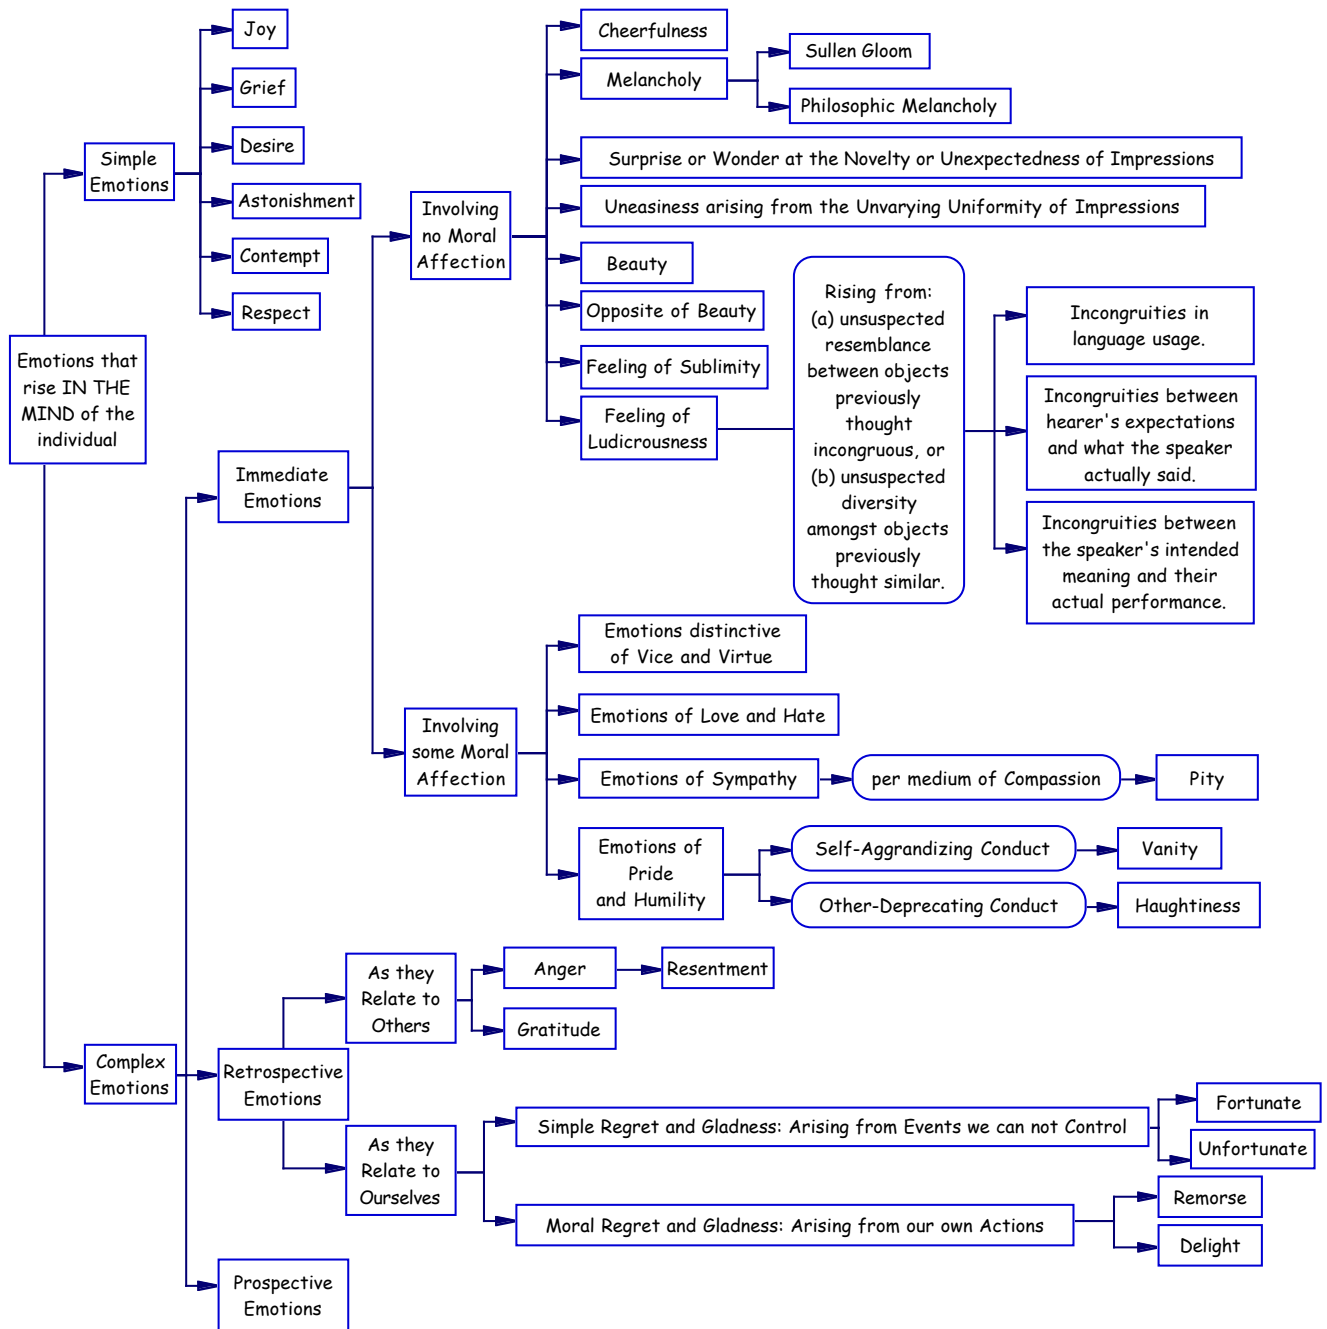 Emotions that
rise IN THE
MIND of the
individual
Simple
Emotions
Joy
Grief
Desire
Astonishment
Contempt
Respect
Complex
Emotions
Immediate
Emotions
Involving
no Moral
Affection
Cheerfulness
Melancholy
Sullen Gloom
Philosophic Melancholy
Surprise or Wonder at the Novelty or Unexpectedness of Impressions
Uneasiness arising from the Unvarying Uniformity of Impressions
Beauty
Opposite of Beauty
Feeling of Sublimity
Feeling of
Ludicrousness
Rising from:
(a) unsuspected
resemblance
between objects
previously
thought
incongruous, or
(b) unsuspected
diversity
amongst objects
previously
thought similar.
Incongruities in
language usage.
Incongruities between
hearer's expectations
and what the speaker
actually said.
Incongruities between
the speaker's intended
meaning and their
actual performance.
Involving
some Moral
Affection
Emotions distinctive
of Vice and Virtue
Emotions of Love and Hate
Emotions of Sympathy
per medium of Compassion
Pity
Emotions of
Pride
and Humility
Self-Aggrandizing Conduct
Vanity
Other-Deprecating Conduct
Haughtiness
Retrospective
Emotions
As they
Relate to
Others
Anger
Resentment
Gratitude
As they
Relate to
Ourselves
Simple Regret and Gladness: Arising from Events we can not Control
Fortunate
Unfortunate
Moral Regret and Gladness: Arising from our own Actions
Remorse
Delight
Prospective
Emotions